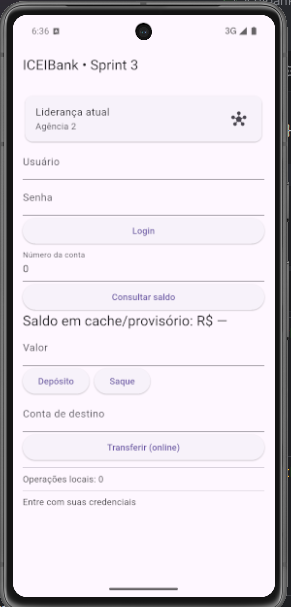 6:36
3G
ICEIBank • Sprint 3
Liderança atual
Agência 2
Usuário
Senha
Login
Número da conta
0
Consultar saldo
Saldo em cache/provisório: R$ —
Valor
Depósito Saque
Conta de destino
Transferir (online)
Operações locais: 0
Entre com suas credenciais